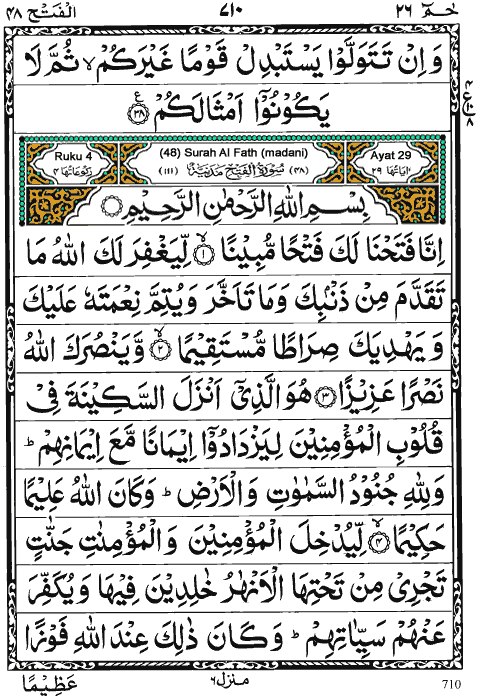 الفتح ٤٨ ٧١٠ حٰمٓ ٢٦
وَاِنْ تَتَوَلَّوْا يَسْتَبْدِلْ قَوْمًا غَيْرَكُمْ ۙ ثُمَّ لَا
يَكُوْنُوْۤا اَمْثَالَكُمْ ﴿٣٨﴾ ع
Ruku 4 (48) Surah Al Fath (madani) Ayat 29
رُكُوْعَاتُهَا ٤ (١١١) سُوْرَةُ الْفَتْحِ مَدَنِيَّةٌ (٤٨) اٰيَاتُهَا ٢٩
بِسْمِ اللّٰهِ الرَّحْمٰنِ الرَّحِيْمِ
اِنَّا فَتَحْنَا لَكَ فَتْحًا مُّبِيْنًا ﴿١﴾ۙ لِّيَغْفِرَ لَكَ اللّٰهُ مَا
تَقَدَّمَ مِنْ ذَنْۢبِكَ وَمَا تَاَخَّرَ وَيُتِمَّ نِعْمَتَهٗ عَلَيْكَ
وَيَهْدِيَكَ صِرَاطًا مُّسْتَقِيْمًا ﴿٢﴾ۙ وَّيَنْصُرَكَ اللّٰهُ
نَصْرًا عَزِيْزًا ﴿٣﴾ هُوَ الَّذِيْۤ اَنْزَلَ السَّكِيْنَةَ فِيْ
قُلُوْبِ الْمُؤْمِنِيْنَ لِيَزْدَادُوْۤا اِيْمَانًا مَّعَ اِيْمَانِهِمْ ؕ
وَلِلّٰهِ جُنُوْدُ السَّمٰوٰتِ وَالْاَرْضِ ؕ وَكَانَ اللّٰهُ عَلِيْمًا
حَكِيْمًا ﴿٤﴾ۙ لِّيُدْخِلَ الْمُؤْمِنِيْنَ وَالْمُؤْمِنٰتِ جَنّٰتٍ
تَجْرِيْ مِنْ تَحْتِهَا الْاَنْهٰرُ خٰلِدِيْنَ فِيْهَا وَيُكَفِّرَ
عَنْهُمْ سَيِّاٰتِهِمْ ؕ وَكَانَ ذٰلِكَ عِنْدَ اللّٰهِ فَوْزًا
عَظِيْمًا منزل ٦ 710